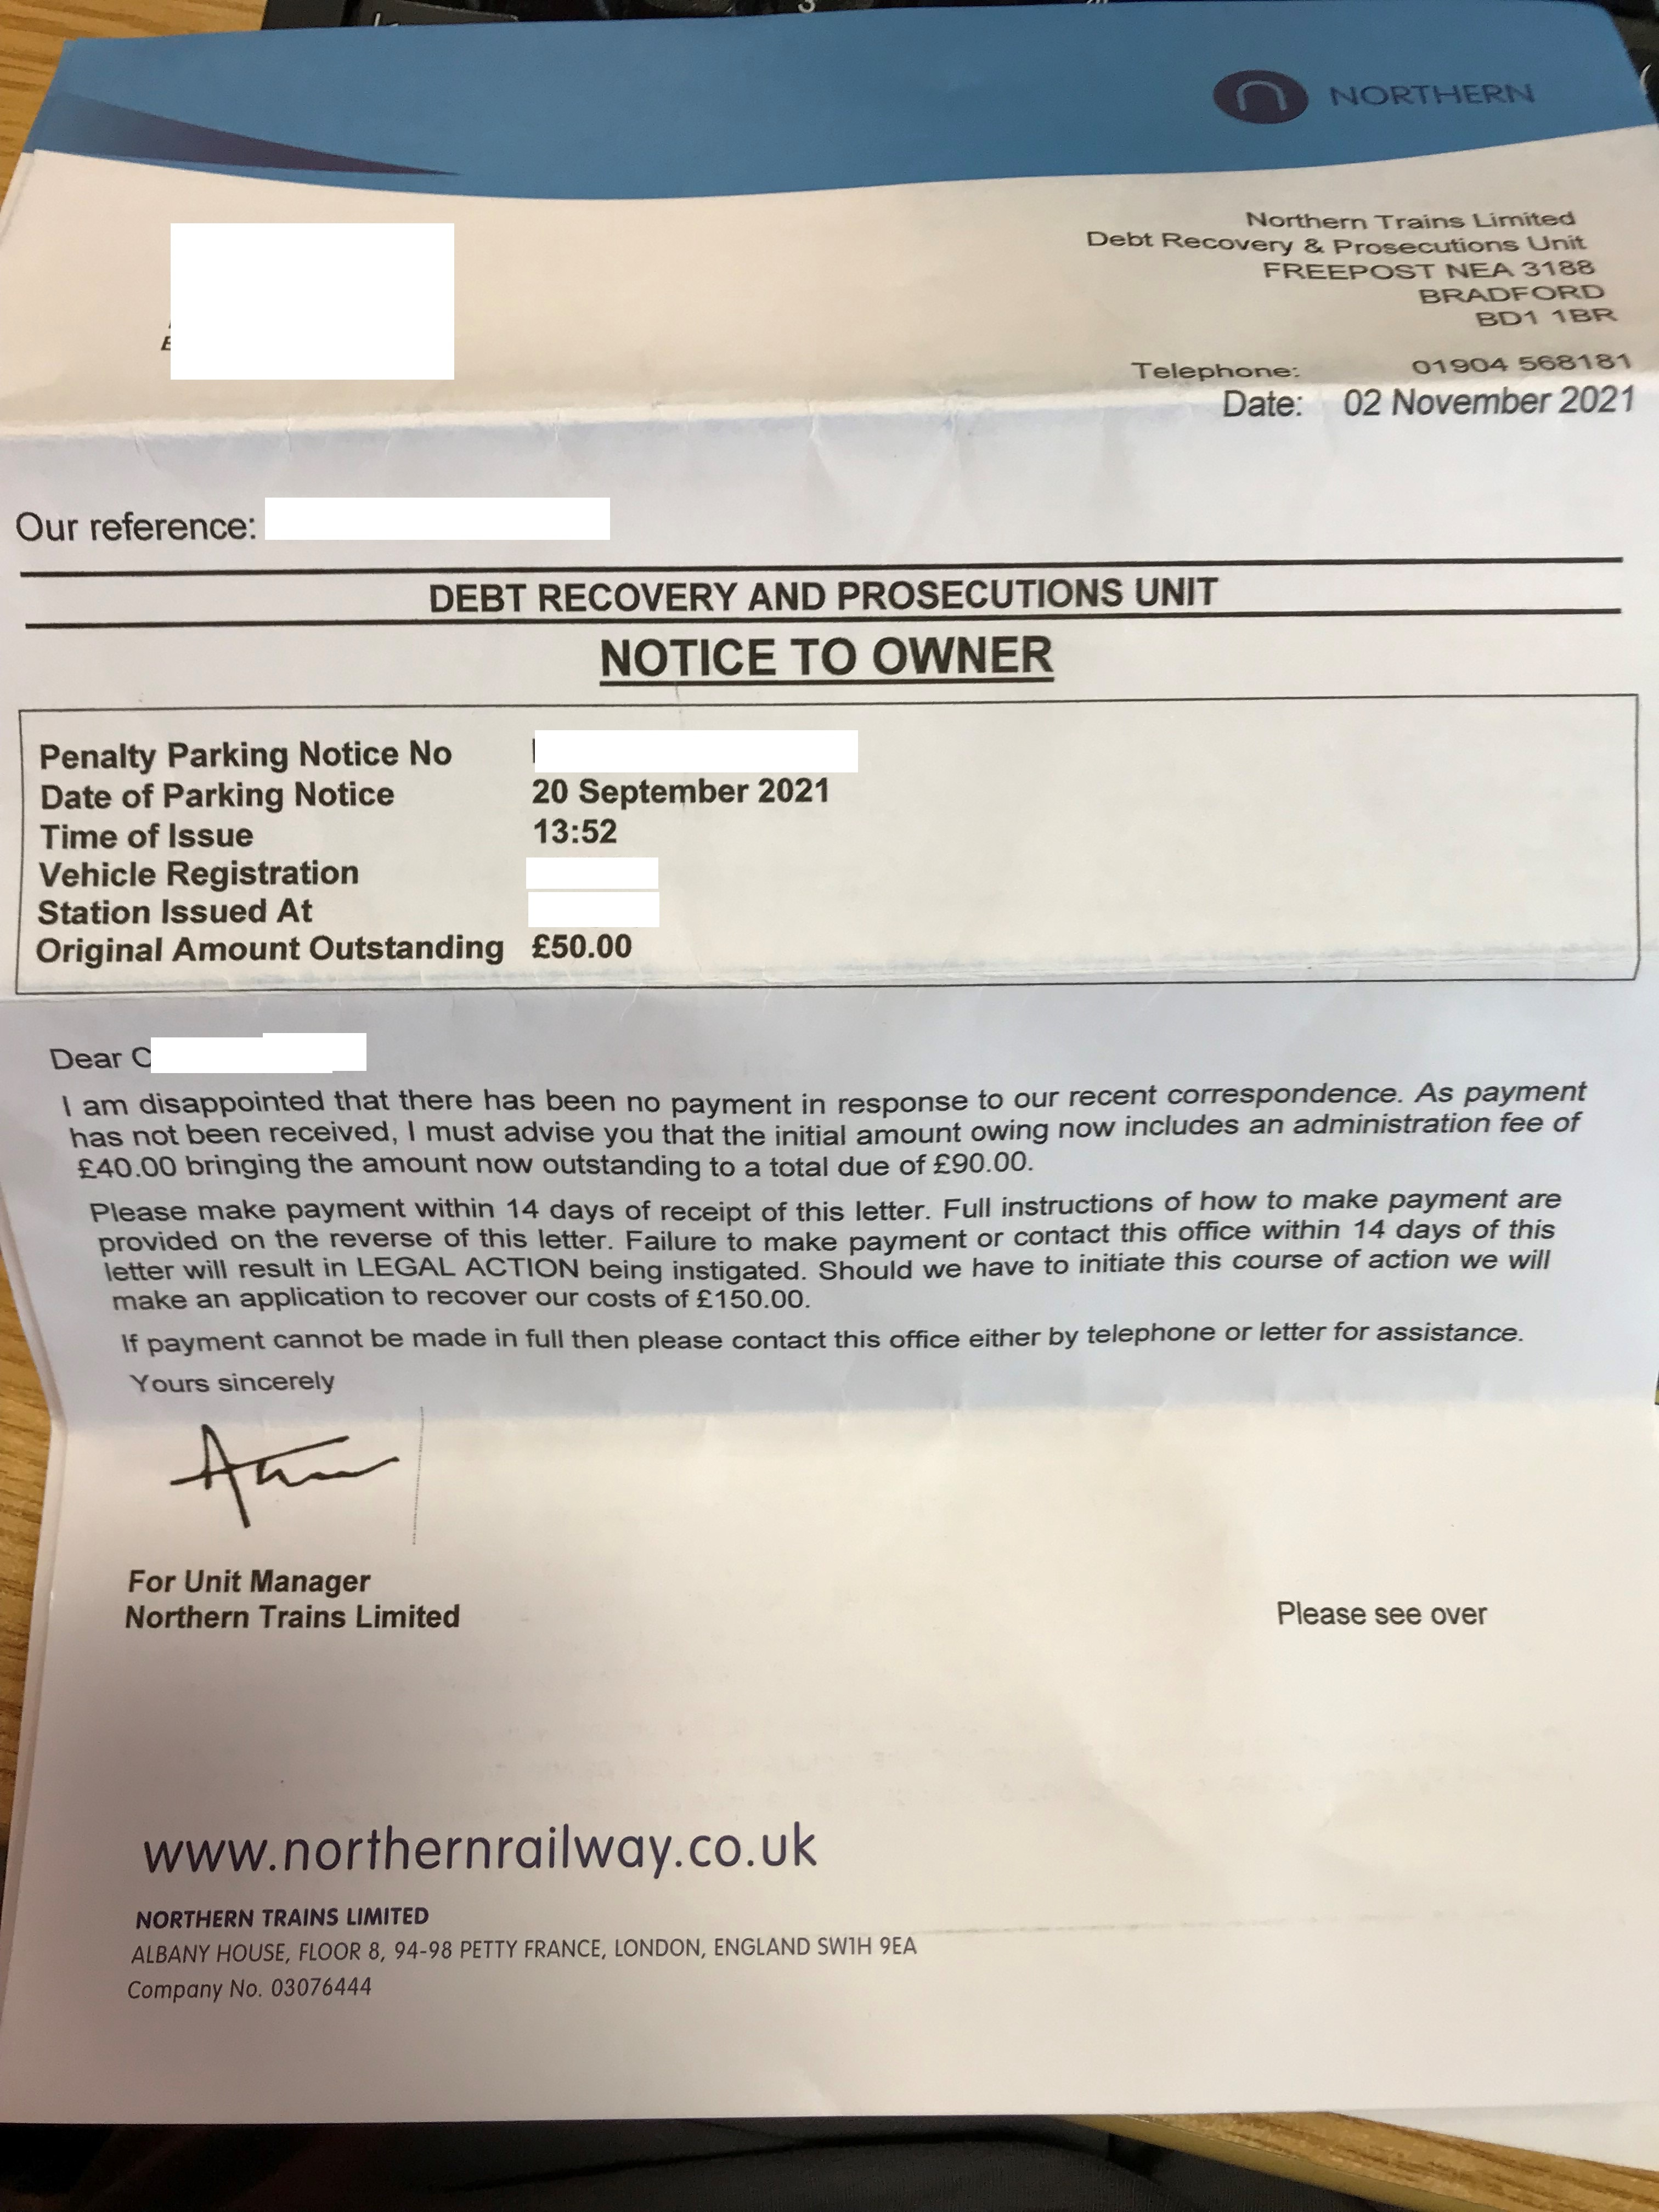 NORTHERN
Northern Trains Limited
Debt Recovery & Prosecutions Unit
FREEPOST NEA 3188
BRADFORD
BD1 1BR
Telephone: 01904 568181
Date: 02 November 2021
Our reference:
DEBT RECOVERY AND PROSECUTIONS UNIT
NOTICE TO OWNER
Penalty Parking Notice No
Date of Parking Notice 20 September 2021
Time of Issue 13:52
Vehicle Registration
Station Issued At
Original Amount Outstanding £50.00
Dear C
I am disappointed that there has been no payment in response to our recent correspondence. As payment
has not been received, I must advise you that the initial amount owing now includes an administration fee of
£40.00 bringing the amount now outstanding to a total due of £90.00.
Please make payment within 14 days of receipt of this letter. Full instructions of how to make payment are
provided on the reverse of this letter. Failure to make payment or contact this office within 14 days of this
letter will result in LEGAL ACTION being instigated. Should we have to initiate this course of action we will
make an application to recover our costs of £150.00.
If payment cannot be made in full then please contact this office either by telephone or letter for assistance.
Yours sincerely
For Unit Manager
Northern Trains Limited
Please see over
www.northernrailway.co.uk
NORTHERN TRAINS LIMITED
ALBANY HOUSE, FLOOR 8, 94-98 PETTY FRANCE, LONDON, ENGLAND SW1H 9EA
Company No. 03076444